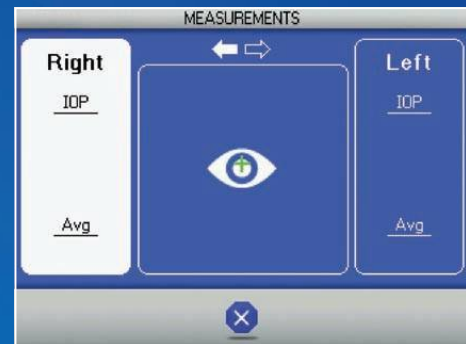 MEASUREMENTS
Right
IOP
Avg
Left
IOP
Avg